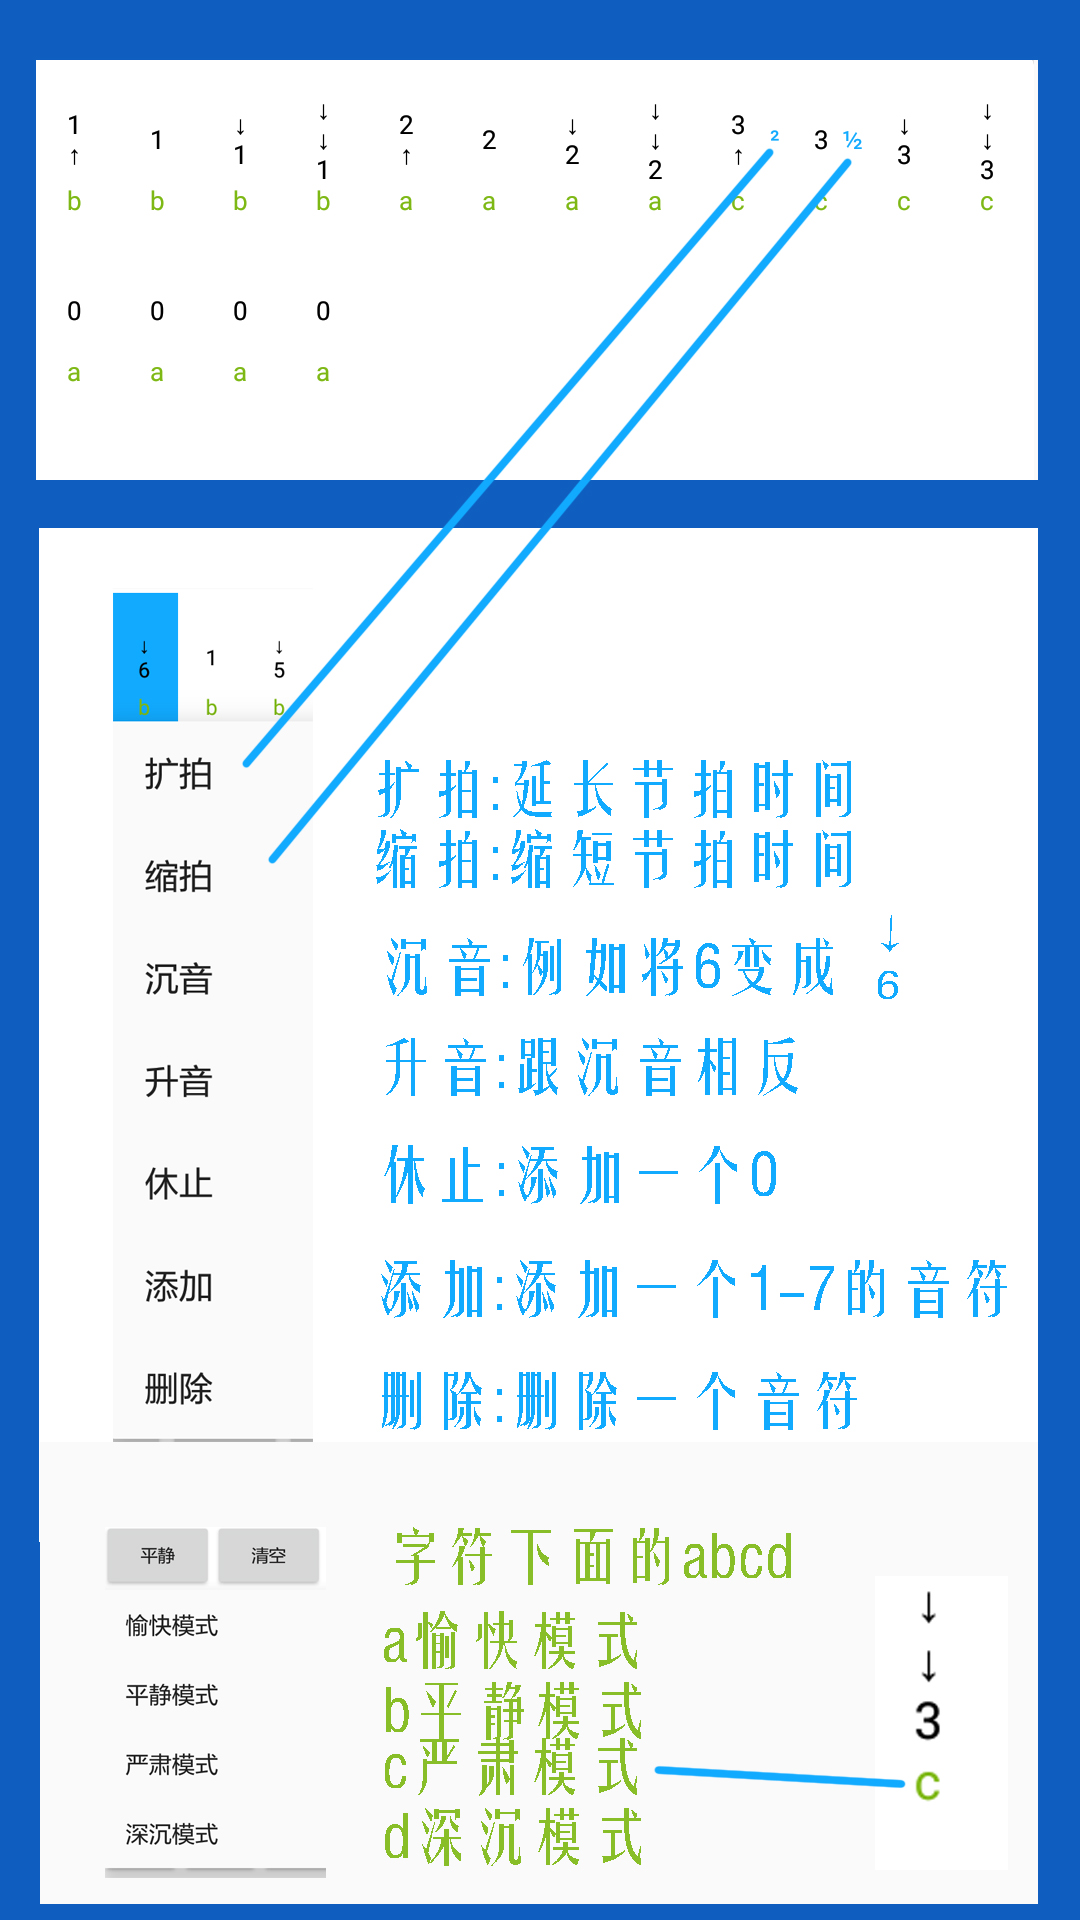 1 1 ↓ ↓ 2 2 ↓ ↓ 3 ² 3 ½ ↓ ↓
↑ 1 ↓ ↑ 2 ↓ ↑ 3 ↓
1 2 3
b b b b a a a a c c c c
0 0 0 0
a a a a
↓ 1 ↓
6 5
b b b
扩拍
扩拍:延长节拍时间
缩拍
缩拍:缩短节拍时间
沉音
沉音:例如将6变成 ↓
6
升音
升音:跟沉音相反
休止
休止:添加一个0
添加
添加:添加一个1-7的音符
删除
删除:删除一个音符
平静 清空
愉快模式
平静模式
严肃模式
深沉模式
字符下面的abcd
a愉快模式
b平静模式
c严肃模式
d深沉模式
↓
↓
3
c